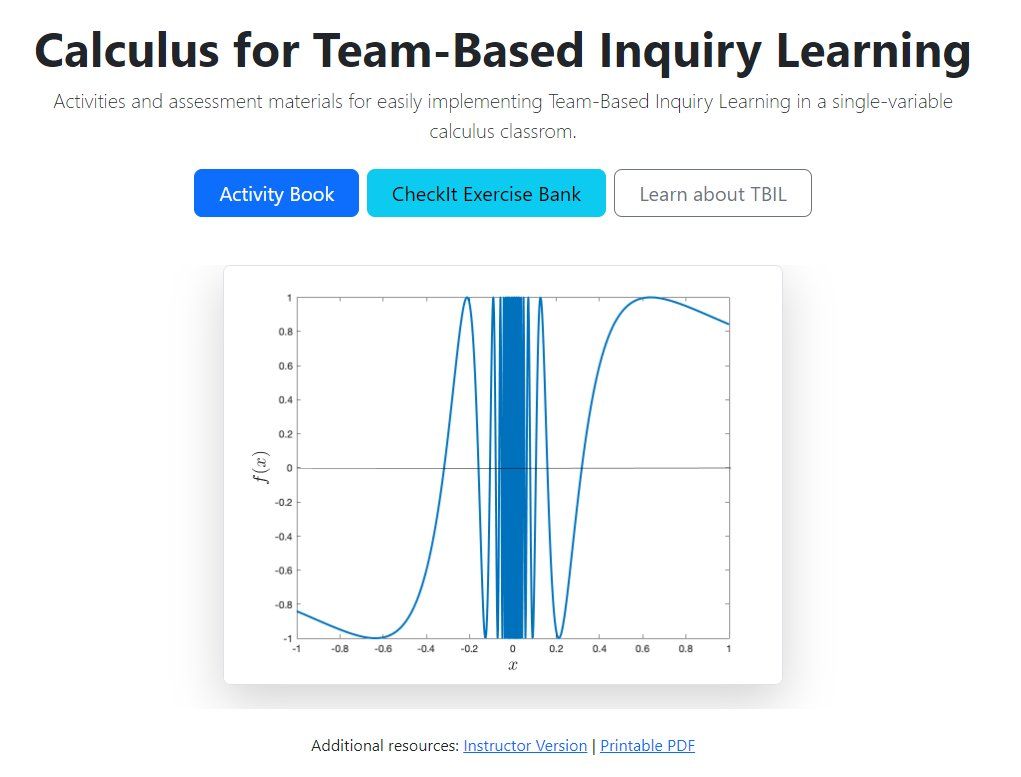 Calculus for Team-Based Inquiry Learning
Activities and assessment materials for easily implementing Team-Based Inquiry Learning in a single-variable
calculus classrom.
Activity Book
CheckIt Exercise Bank
Learn about TBIL
1
0.8
0.6
0.4
0.2
0
-0.2
-0.4
-0.6
-0.8
-1
f(x)
-1 -0.8 -0.6 -0.4 -0.2 0 0.2 0.4 0.6 0.8 1
x
Additional resources: Instructor Version | Printable PDF